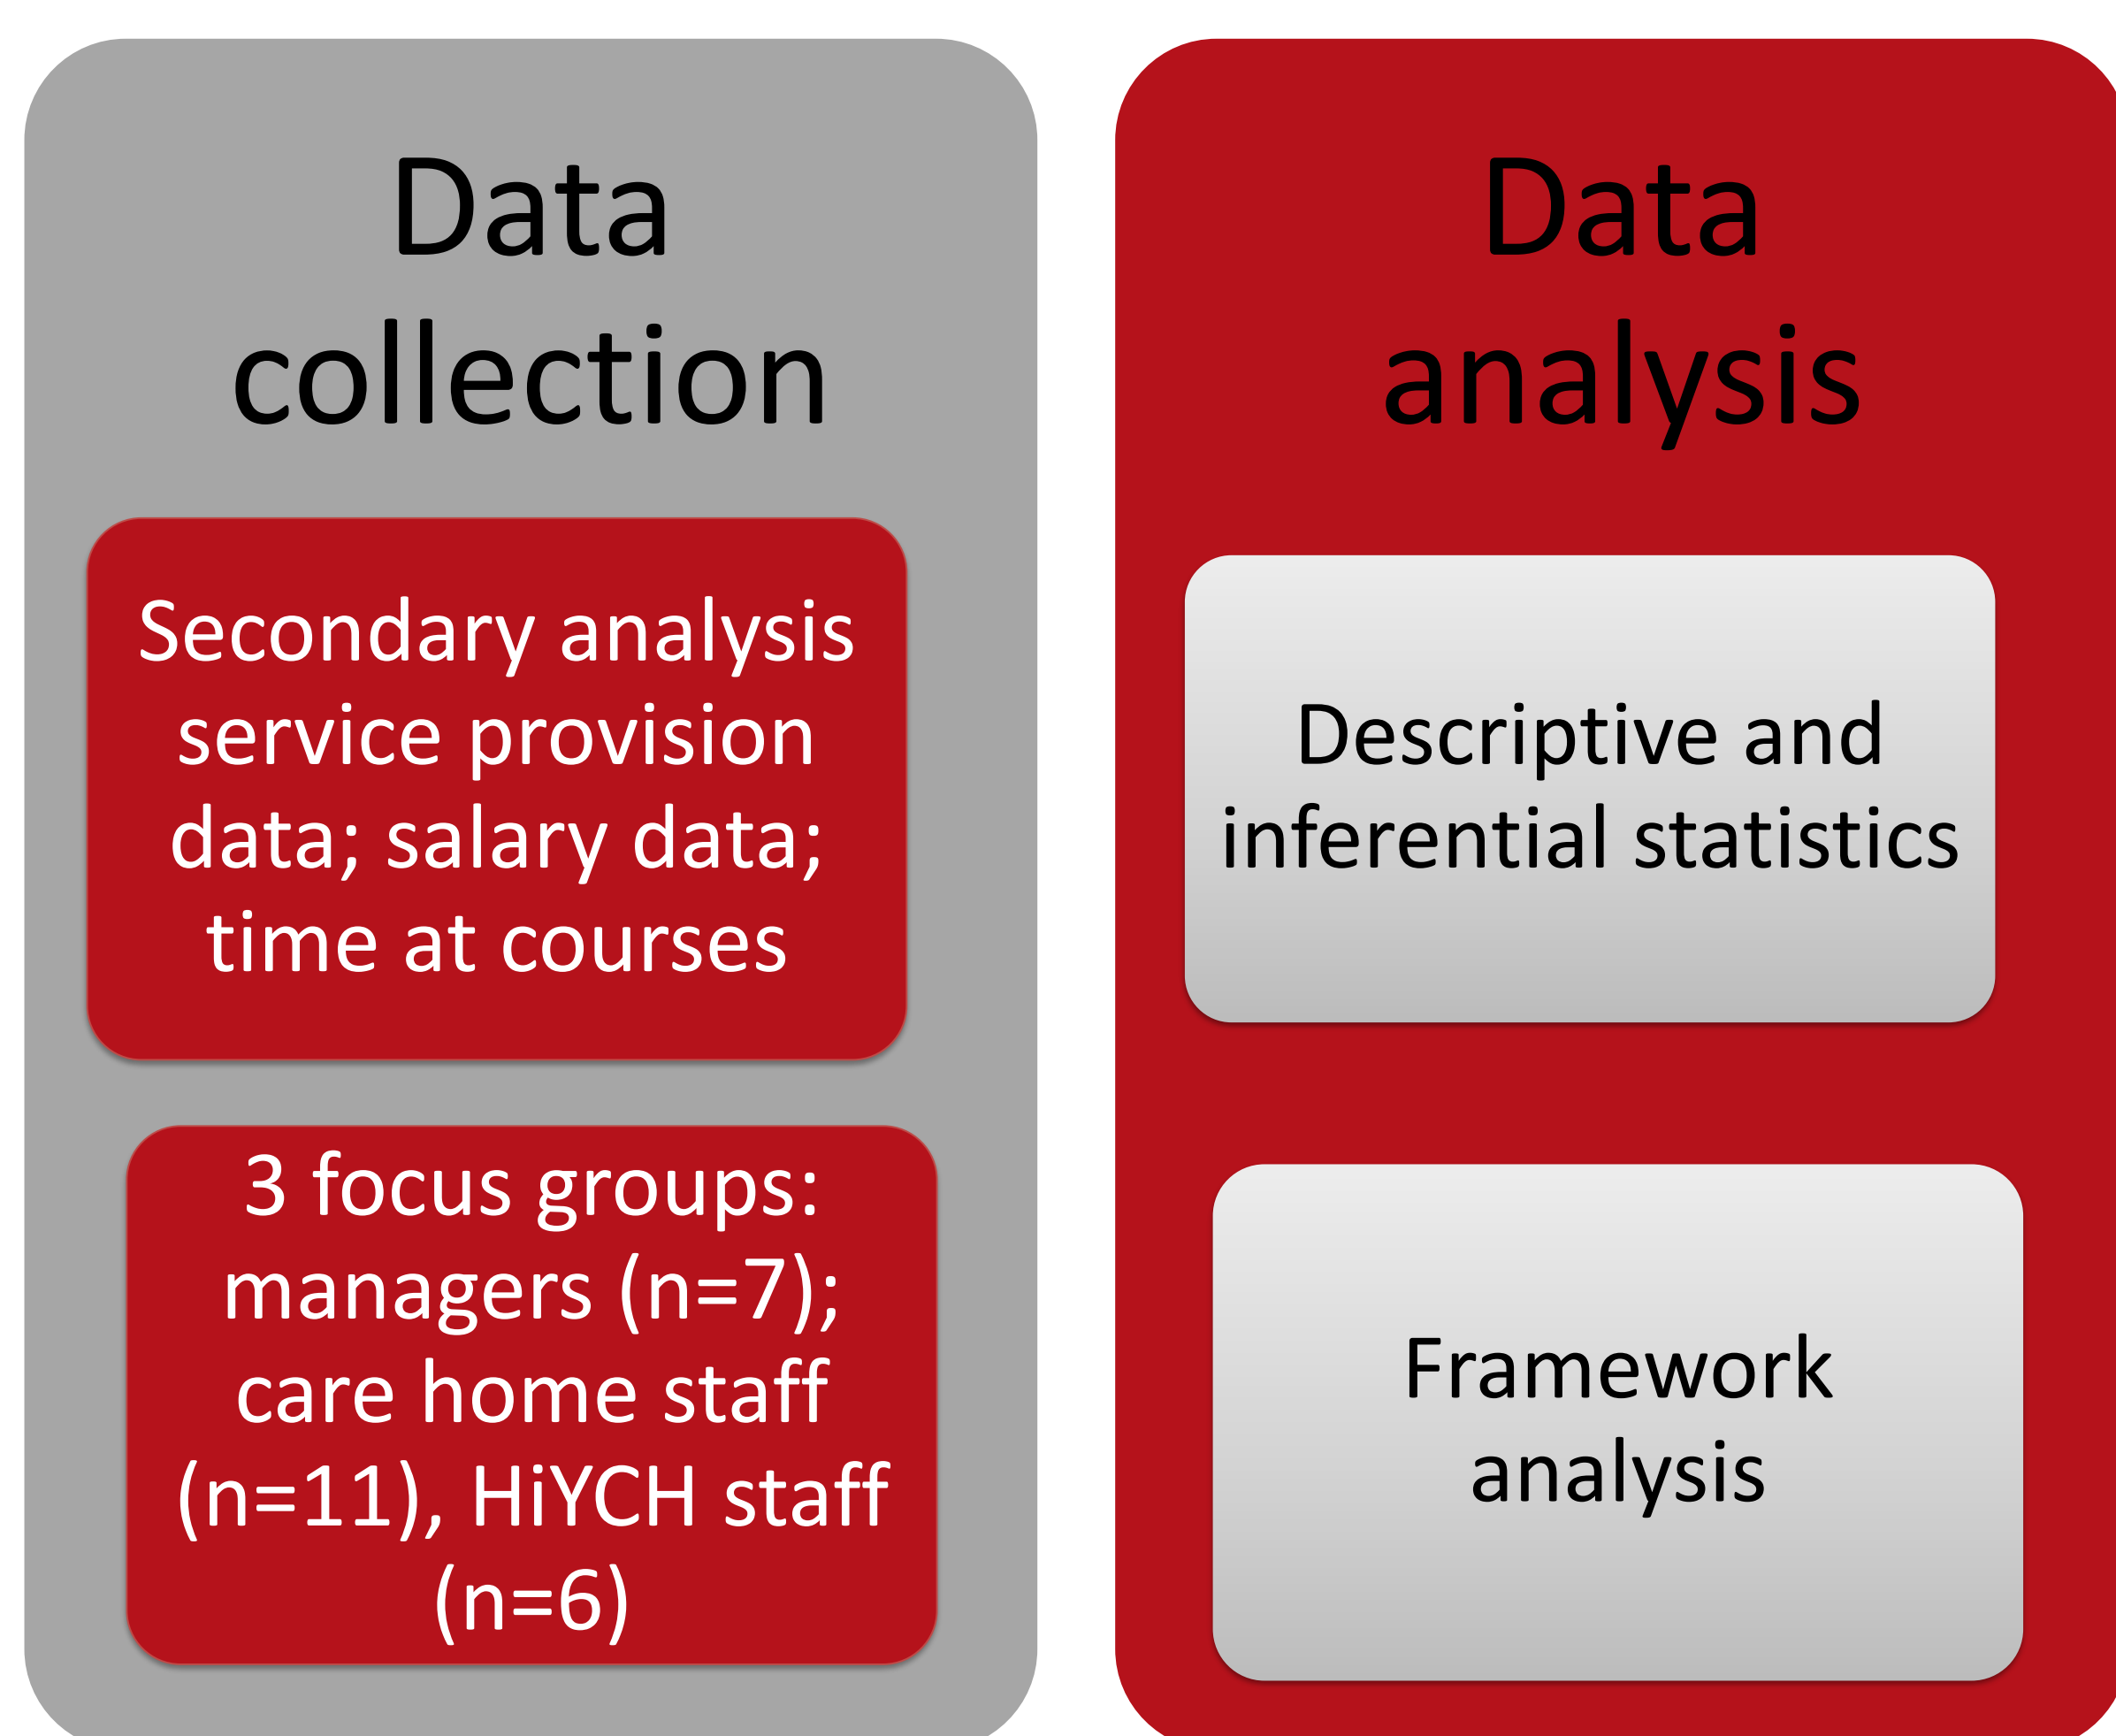 Data
collection
Secondary analysis
service provision
data; salary data;
time at courses
3 focus groups:
managers (n=7);
care home staff
(n=11), HiYCH staff
(n=6)
Data
analysis
Descriptive and
inferential statistics
Framework
analysis